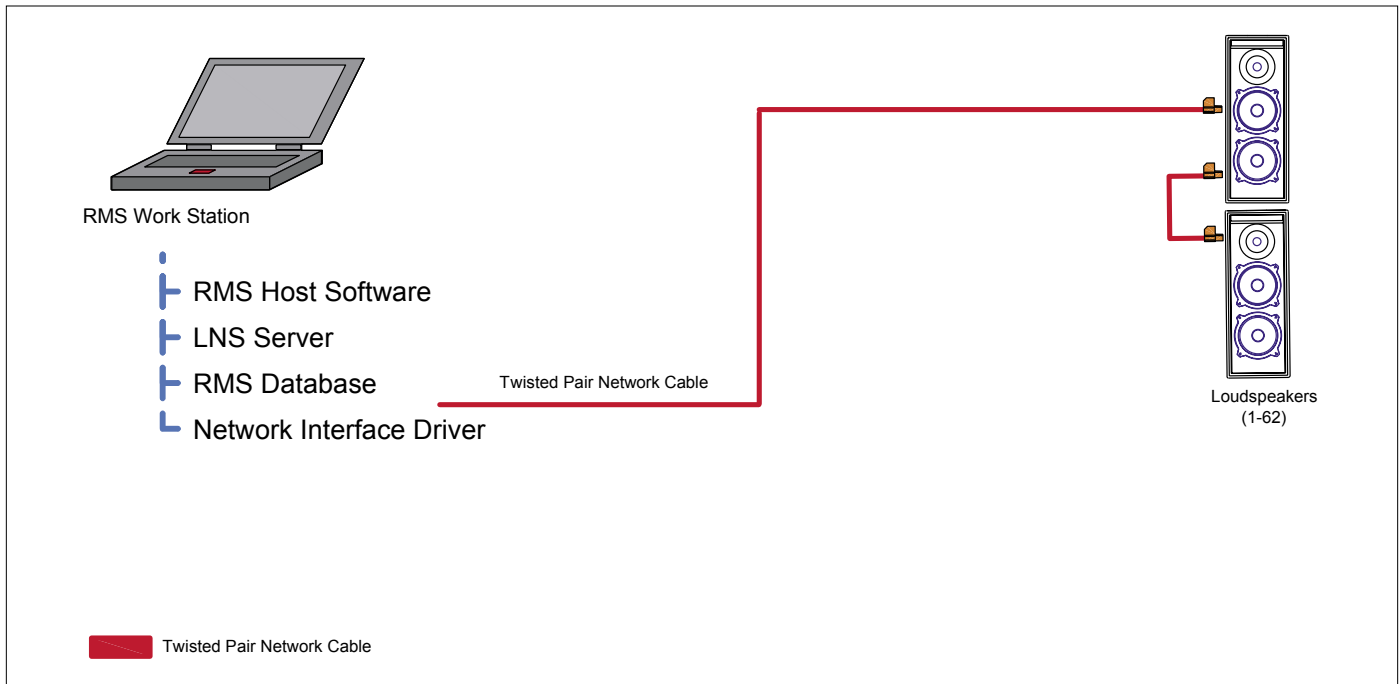 RMS Work Station
RMS Host Software
LNS Server
RMS Database
Network Interface Driver
Twisted Pair Network Cable
Loudspeakers
(1-62)
Twisted Pair Network Cable